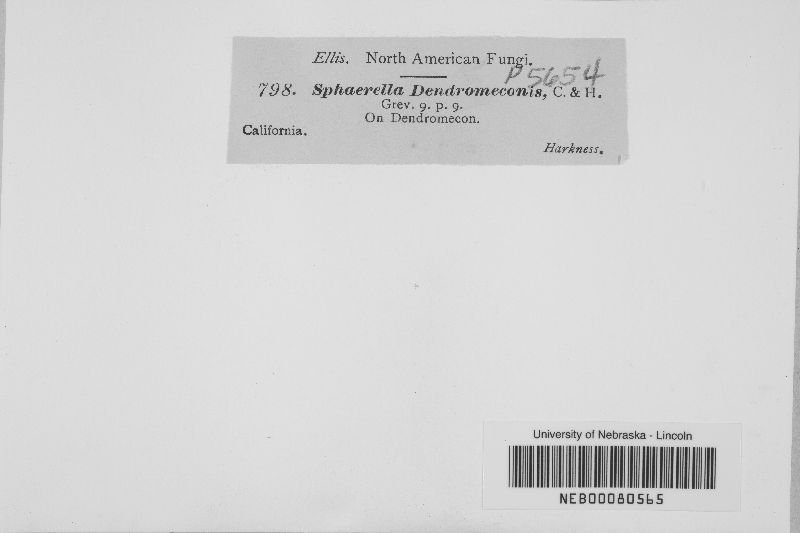 Ellis. North American Fungi.
P 5654
798. Sphaerella Dendromeconis, C. & H.
Grev. 9. p. 9.
On Dendromecon.
California.
Harkness.
University of Nebraska - Lincoln
NEB00080565